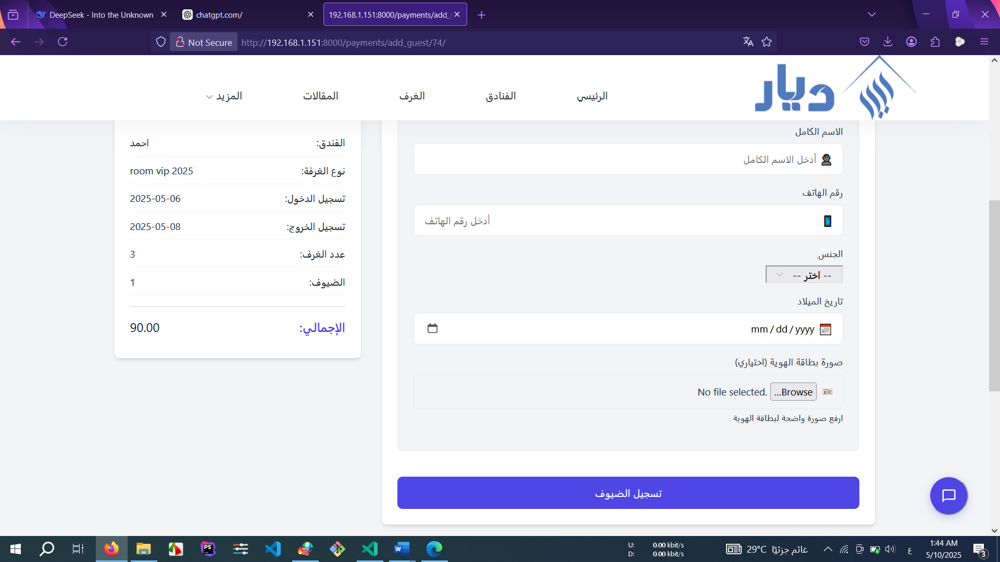 DeepSeek - Into the Unknown
chatgpt.com/
192.168.1.151:8000/payments/add_
Not Secure
http://192.168.1.151:8000/payments/add_guest/74/
ديار
الرئيسي
الفنادق
الغرف
المقالات
المزيد
الاسم الكامل
أدخل الاسم الكامل
رقم الهاتف
أدخل رقم الهاتف
الجنس
-- اختر --
تاريخ الميلاد
mm/dd/yyyy
صورة بطاقة الهوية (اختياري)
Browse...
No file selected.
ارفع صورة واضحة لبطاقة الهوية
تسجيل الضيوف
الفندق: احمد
نوع الغرفة: room vip 2025
تسجيل الدخول: 2025-05-06
تسجيل الخروج: 2025-05-08
عدد الغرف: 3
الضيوف: 1
الإجمالي: 90.00
PS
W
U: 0.00 kbit/s
D: 0.00 kbit/s
29°C غائم جزئيًا
ع
1:44 AM
5/10/2025
3